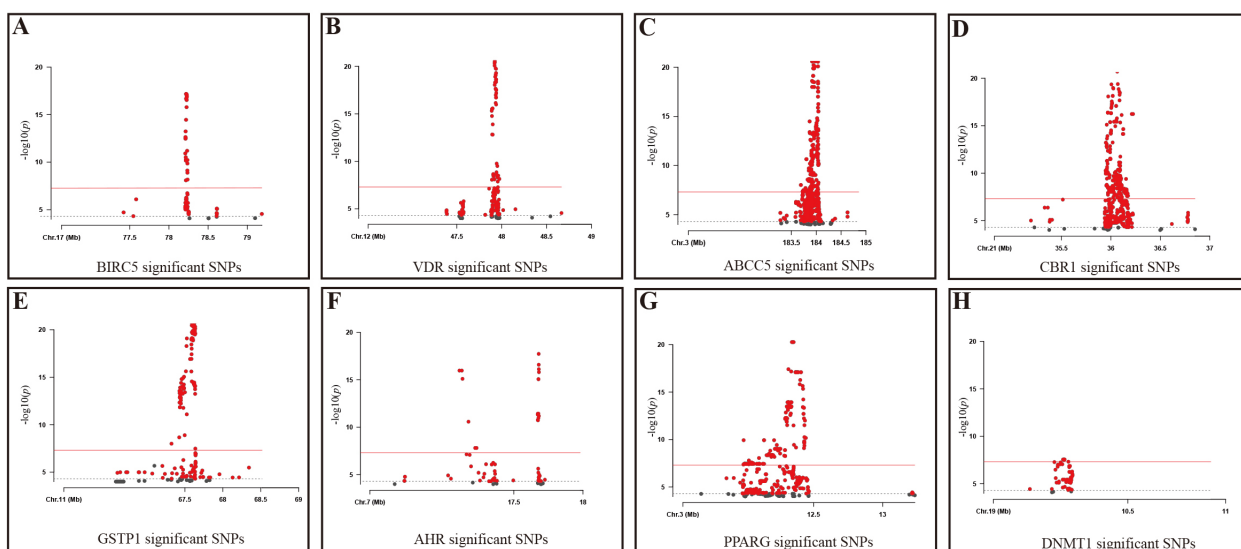 A
20
15
10
5
-log10(p)
Chr.17 (Mb)
77.5
78
78.5
79
BIRC5 significant SNPs
B
20
15
10
5
-log10(p)
Chr.12 (Mb)
47.5
48
48.5
49
VDR significant SNPs
C
20
15
10
5
-log10(p)
Chr.3 (Mb)
183.5
184
184.5
185
ABCC5 significant SNPs
D
20
15
10
5
-log10(p)
Chr.21 (Mb)
35.5
36
36.5
37
CBR1 significant SNPs
E
20
15
10
5
-log10(p)
Chr.11 (Mb)
67.5
68
68.5
69
GSTP1 significant SNPs
F
20
15
10
5
-log10(p)
Chr.7 (Mb)
17.5
18
AHR significant SNPs
G
20
15
10
5
-log10(p)
Chr.3 (Mb)
12.5
13
PPARG significant SNPs
H
20
15
10
5
-log10(p)
Chr.19 (Mb)
10.5
11
DNMT1 significant SNPs